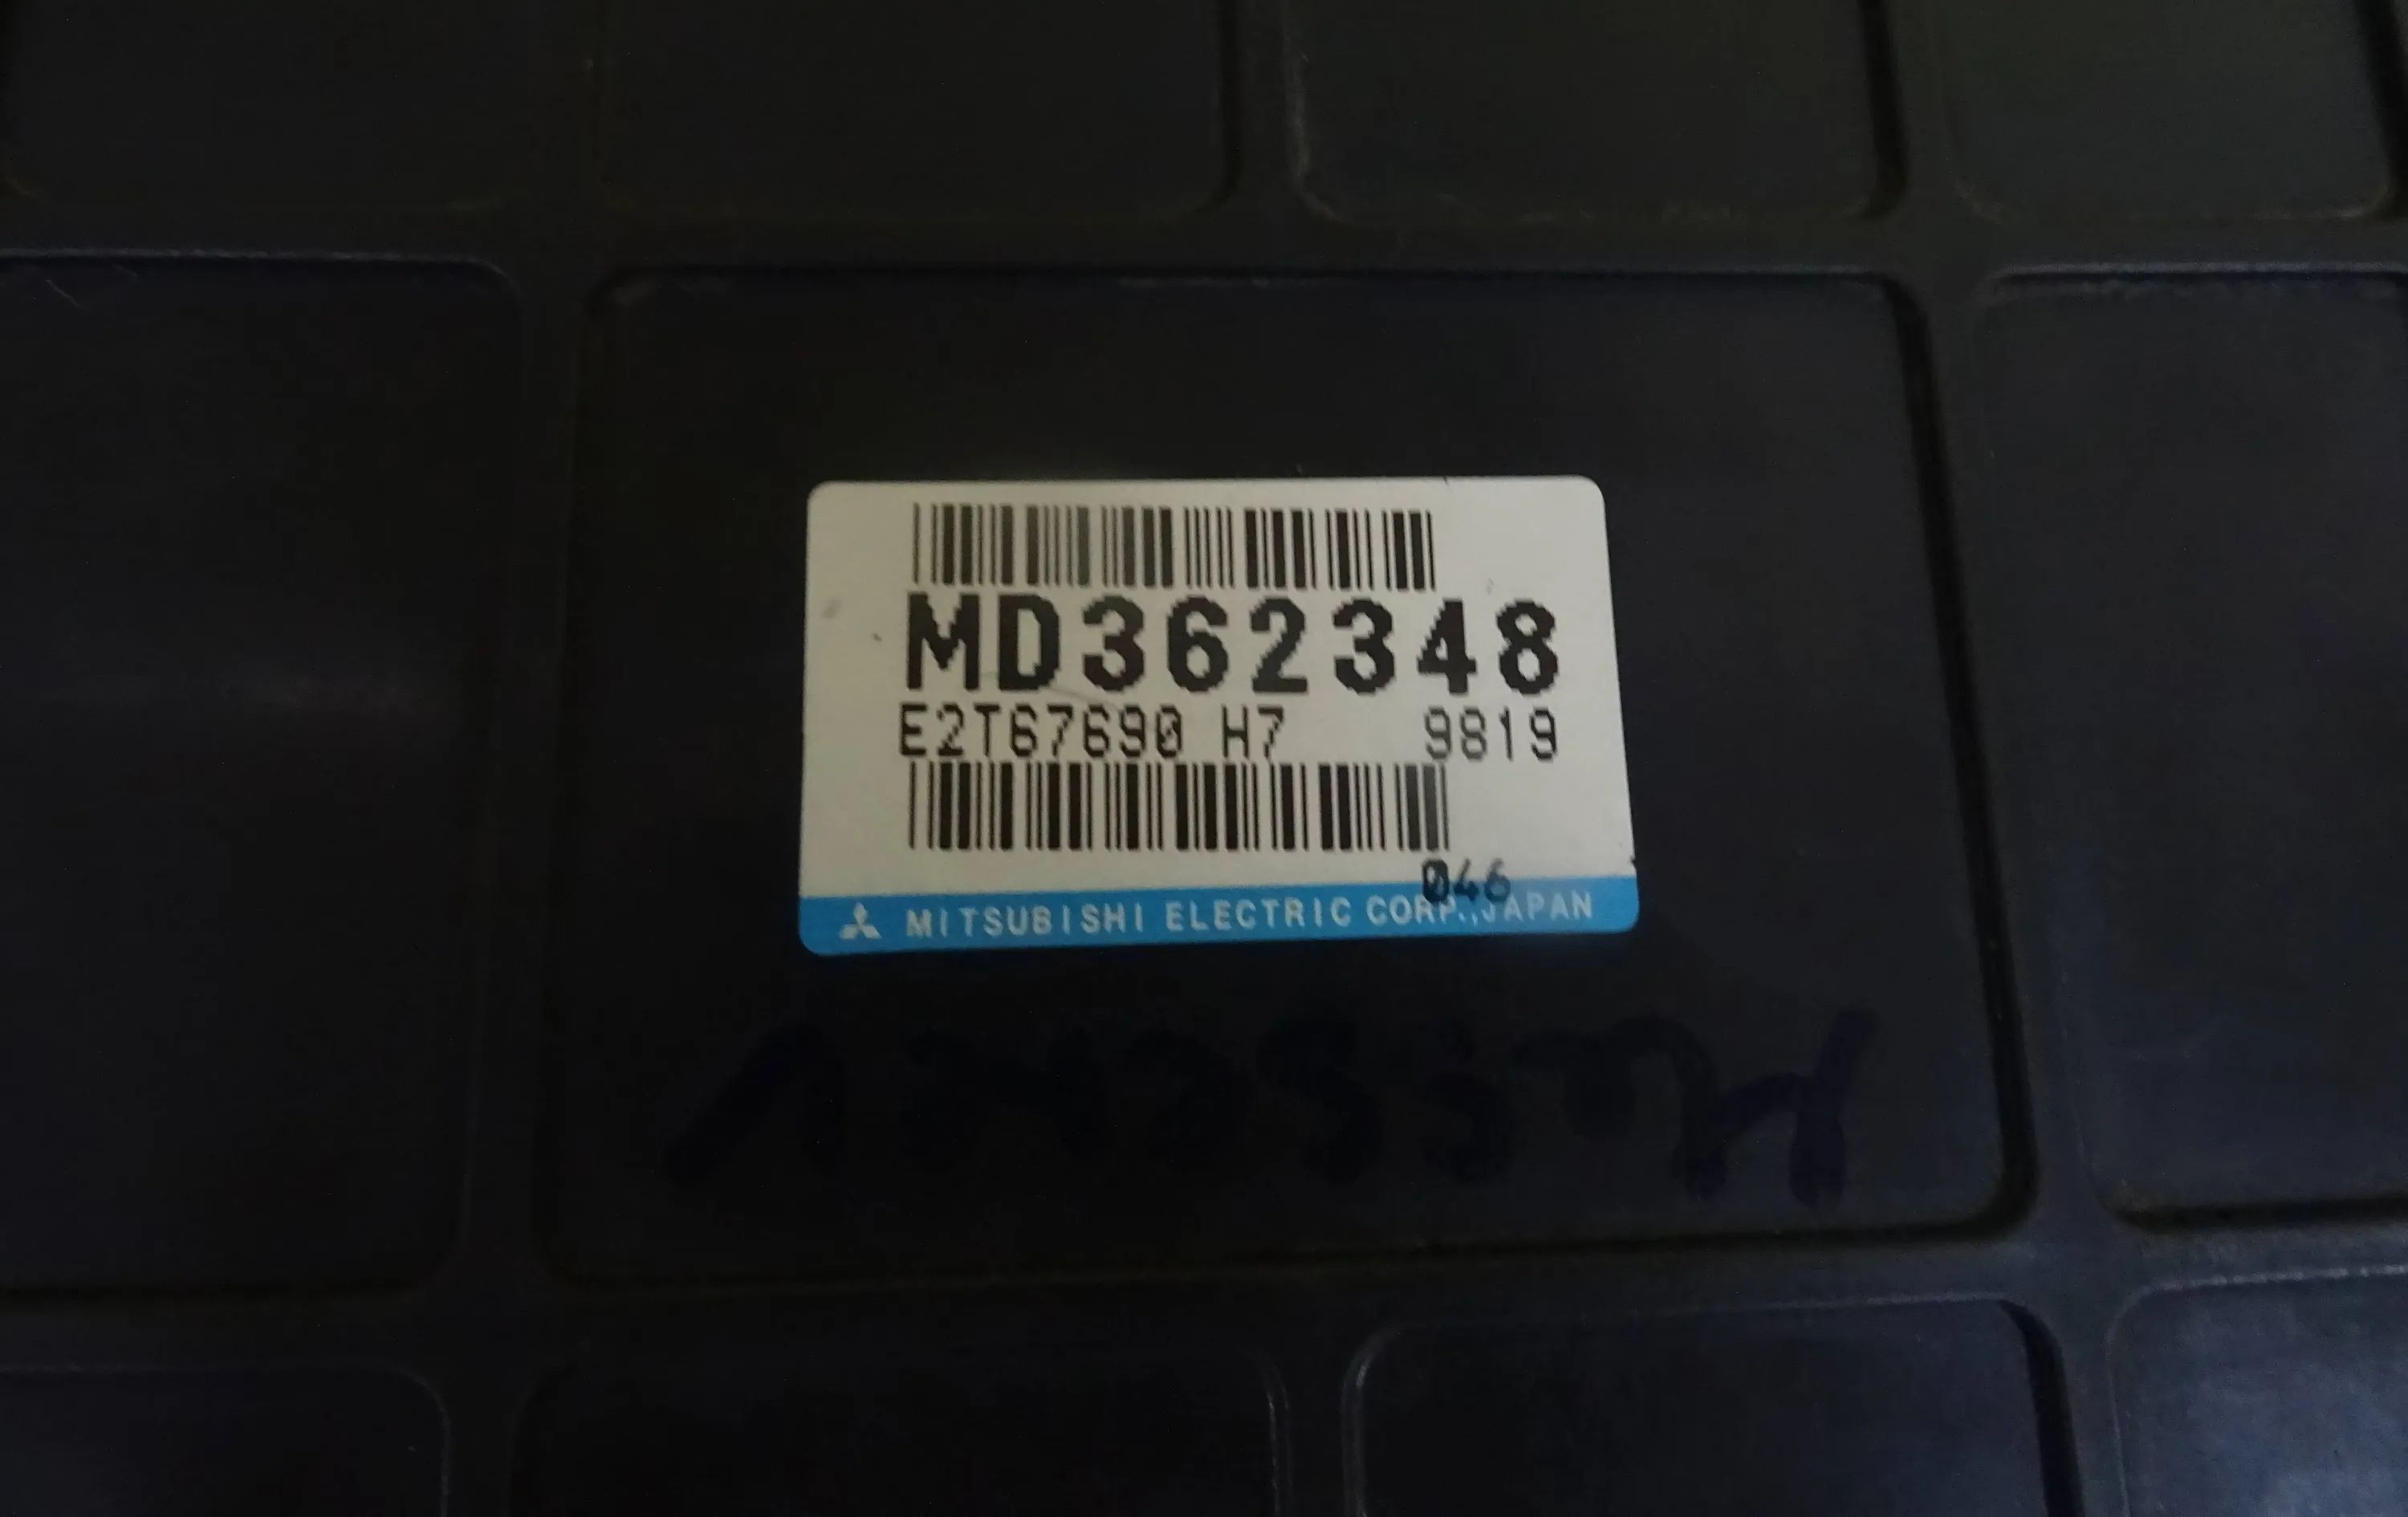 MD362348
E2T67690 H7 9819
046
MITSUBISHI ELECTRIC CORP.,JAPAN